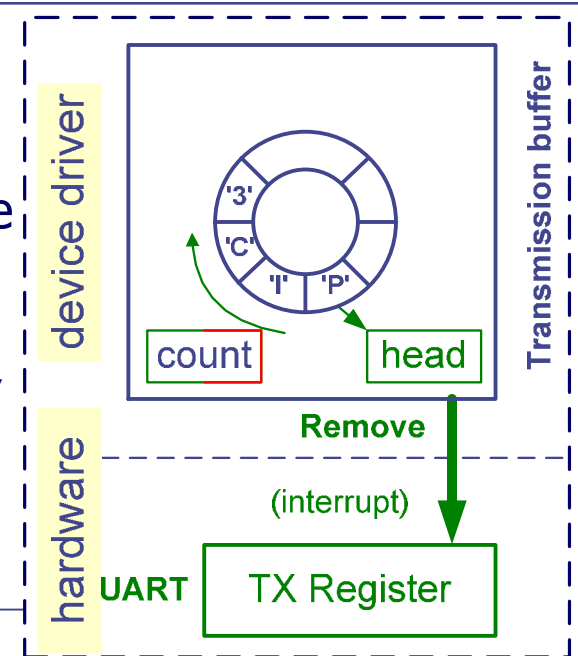 device driver
Transmission buffer
e
'3'
'C'
'I'
'P'
count
head
Remove
hardware
(interrupt)
UART
TX Register